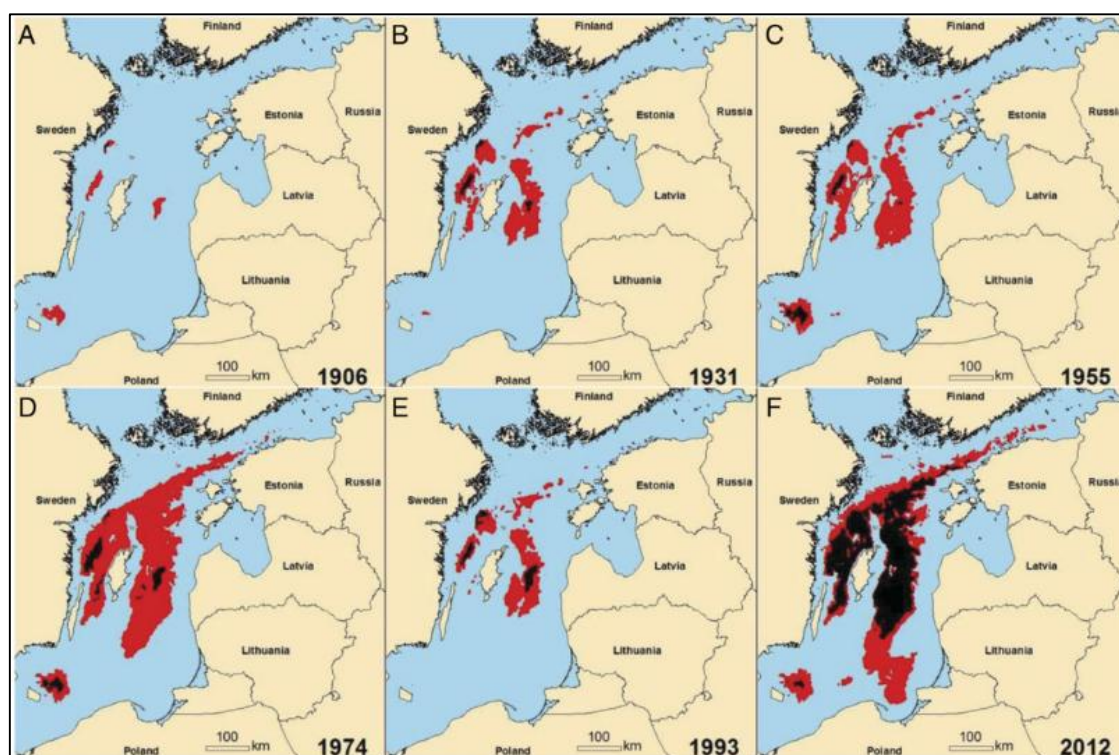 A
Finland
Sweden
Estonia
Russia
Latvia
Lithuania
Poland
100
km
1906
B
Finland
Sweden
Estonia
Russia
Latvia
Lithuania
Poland
100
km
1931
C
Finland
Sweden
Estonia
Russia
Latvia
Lithuania
Poland
100
km
1955
D
Finland
Sweden
Estonia
Russia
Latvia
Lithuania
Poland
100
km
1974
E
Finland
Sweden
Estonia
Russia
Latvia
Lithuania
Poland
100
km
1993
F
Finland
Sweden
Estonia
Russia
Latvia
Lithuania
Poland
100
km
2012